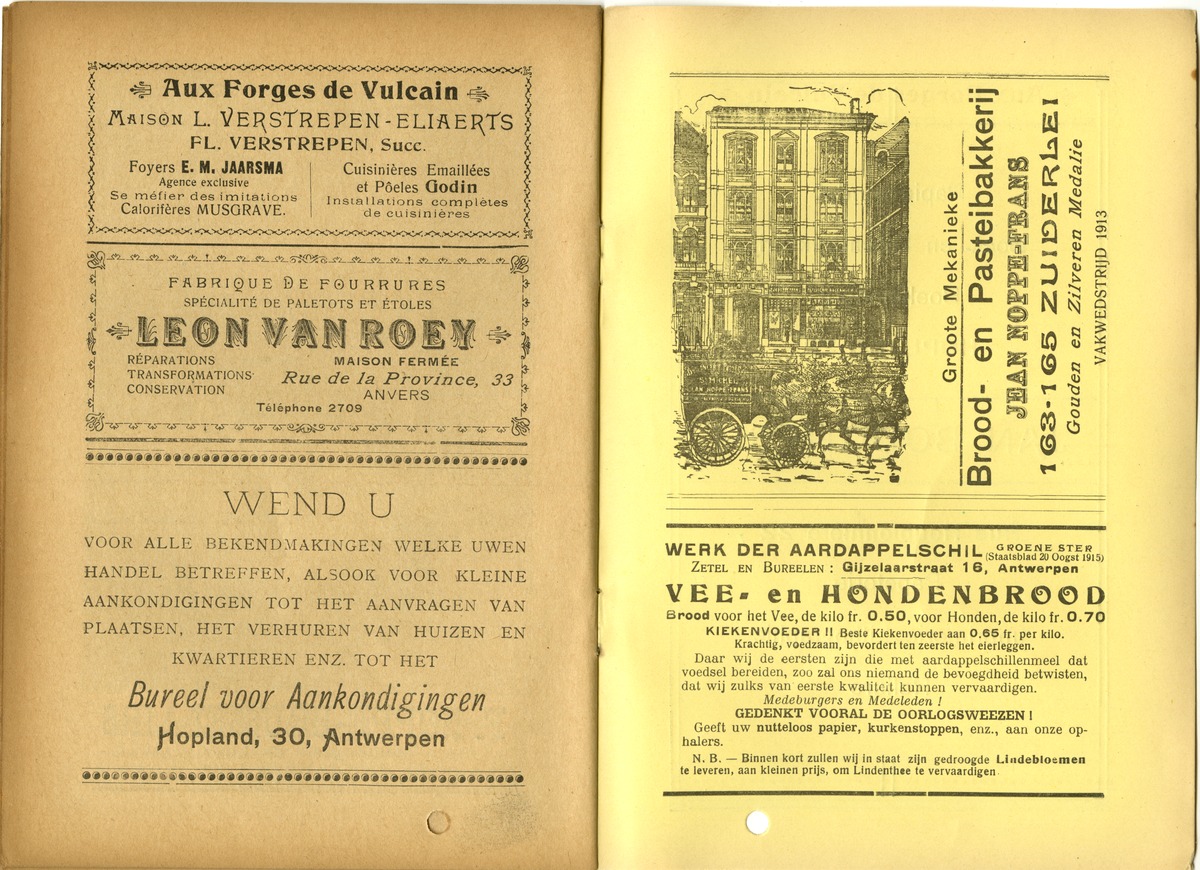 Aux Forges de Vulcain
MAISON L. VERSTREPEN-ELIAERTS
FL. VERSTREPEN, Succ.
Foyers E. M. JAARSMA
Agence exclusive
Se méfier des imitations
Calorifères MUSGRAVE.
Cuisinières Emaillées
et Pôeles Godin
Installations complètes
de cuisinières
FABRIQUE DE FOURRURES
SPÉCIALITÉ DE PALETOTS ET ÉTOLES
LEON VAN ROEY
RÉPARATIONS
TRANSFORMATIONS
CONSERVATION
MAISON FERMÉE
Rue de la Province, 33
ANVERS
Téléphone 2709
WEND U
VOOR ALLE BEKENDMAKINGEN WELKE UWEN
HANDEL BETREFFEN, ALSOOK VOOR KLEINE
AANKONDIGINGEN TOT HET AANVRAGEN VAN
PLAATSEN, HET VERHUREN VAN HUIZEN EN
KWARTIEREN ENZ. TOT HET
Bureel voor Aankondigingen
Hopland, 30, Antwerpen
Groote Mekanieke
Brood- en Pasteibakkerij
JEAN NOPPE-FRANS
163-165 ZUIDERLEI
Gouden en Zilveren Medalie
VAKWEDSTRIJD 1913
WERK DER AARDAPPELSCHIL GROENE STER
(Staatsblad 20 Oogst 1915)
ZETEL EN BUREELEN : Gijzelaarstraat 16, Antwerpen
VEE- en HONDENBROOD
Brood voor het Vee, de kilo fr. 0.50, voor Honden, de kilo fr. 0.70
KIEKENVOEDER !! Beste Kiekenvoeder aan 0,65 fr. per kilo.
Krachtig, voedzaam, bevordert ten zeerste het eierleggen.
Daar wij de eersten zijn die met aardappelschillenmeel dat
voedsel bereiden, zoo zal ons niemand de bevoegdheid betwisten,
dat wij zulks van eerste kwaliteit kunnen vervaardigen.
Medeburgers en Medeleden !
GEDENKT VOORAL DE OORLOGSWEEZEN !
Geeft uw nutteloos papier, kurkenstoppen, enz., aan onze op-
halers.
N. B. — Binnen kort zullen wij in staat zijn gedroogde Lindebloemen
te leveren, aan kleinen prijs, om Lindenthee te vervaardigen